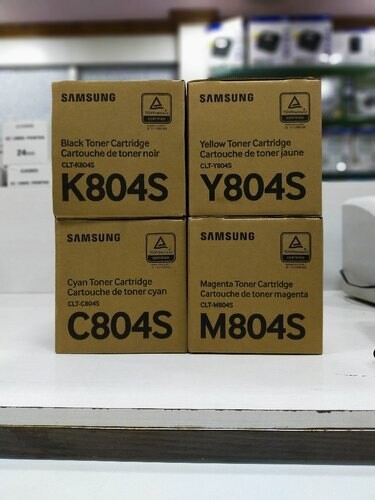 SAMSUNG
Black Toner Cartridge
Cartouche de toner noir
CLT-K804S
K804S
SAMSUNG
Yellow Toner Cartridge
Cartouche de toner jaune
CLT-Y804S
Y804S
SAMSUNG
Cyan Toner Cartridge
Cartouche de toner cyan
CLT-C804S
C804S
SAMSUNG
Magenta Toner Cartridge
Cartouche de toner magenta
CLT-M804S
M804S